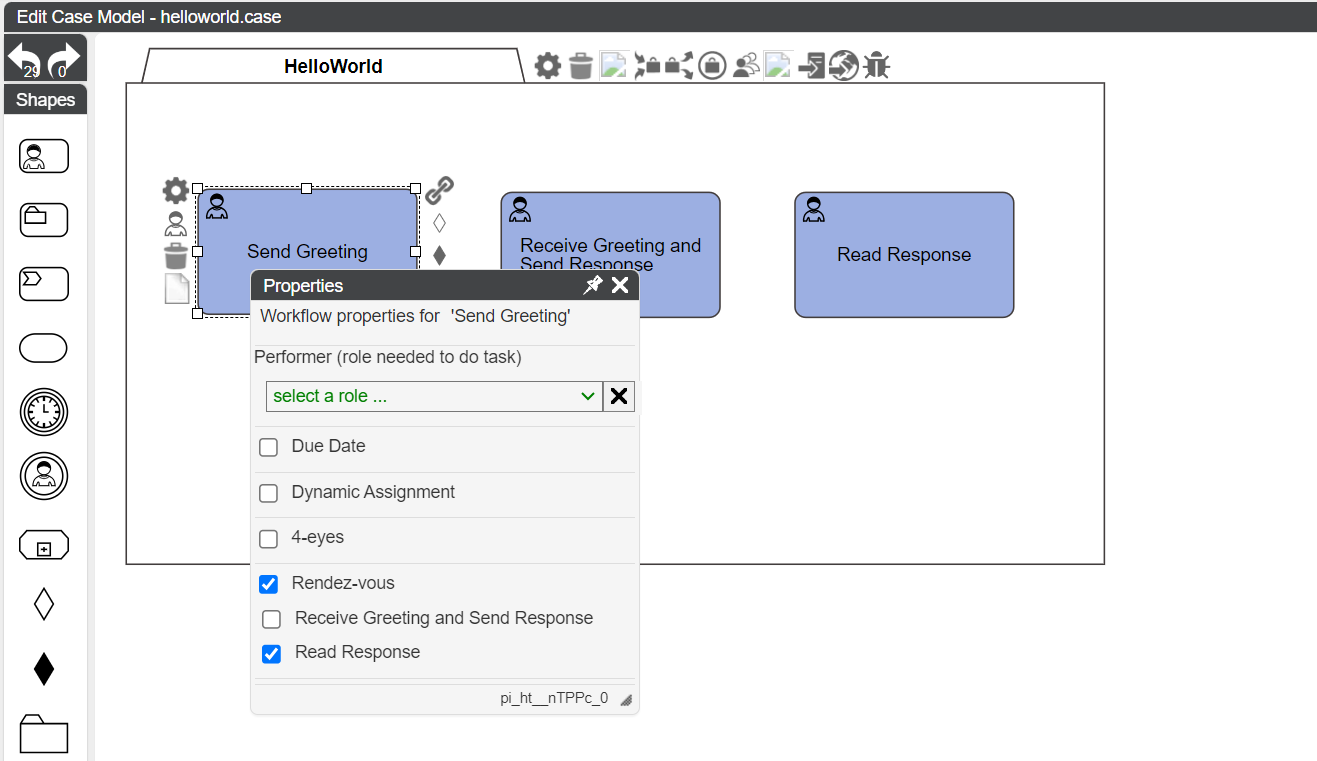 Edit Case Model - helloworld.case
29 0
Shapes
HelloWorld
Send Greeting
Receive Greeting and
Send Response
Read Response
Properties
Workflow properties for 'Send Greeting'
Performer (role needed to do task)
select a role ...
Due Date
Dynamic Assignment
4-eyes
Rendez-vous
Receive Greeting and Send Response
Read Response
pi_ht__nTPPc_0